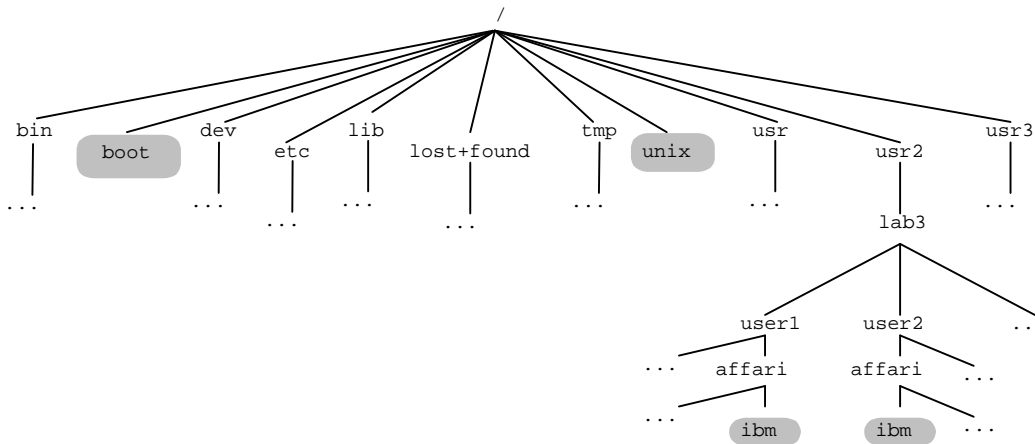 /
bin boot dev etc lib lost+found tmp unix usr usr2 usr3
... ... ... ... ... ... ... ...
lab3
user1 user2 ..
... affari affari ...
... ibm ibm ...